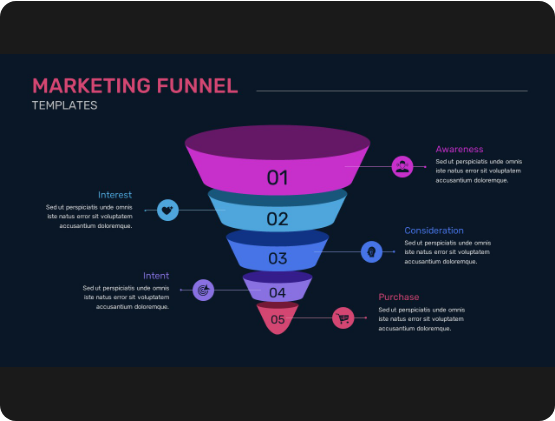 MARKETING FUNNEL
TEMPLATES
01
Awareness
Sed ut perspiciatis unde omnis
iste natus error sit voluptatem
accusantium doloremque.
Interest
Sed ut perspiciatis unde omnis
iste natus error sit voluptatem
accusantium doloremque.
02
Consideration
Sed ut perspiciatis unde omnis
iste natus error sit voluptatem
accusantium doloremque.
03
Intent
Sed ut perspiciatis unde omnis
iste natus error sit voluptatem
accusantium doloremque.
04
Purchase
Sed ut perspiciatis unde omnis
iste natus error sit voluptatem
accusantium doloremque.
05